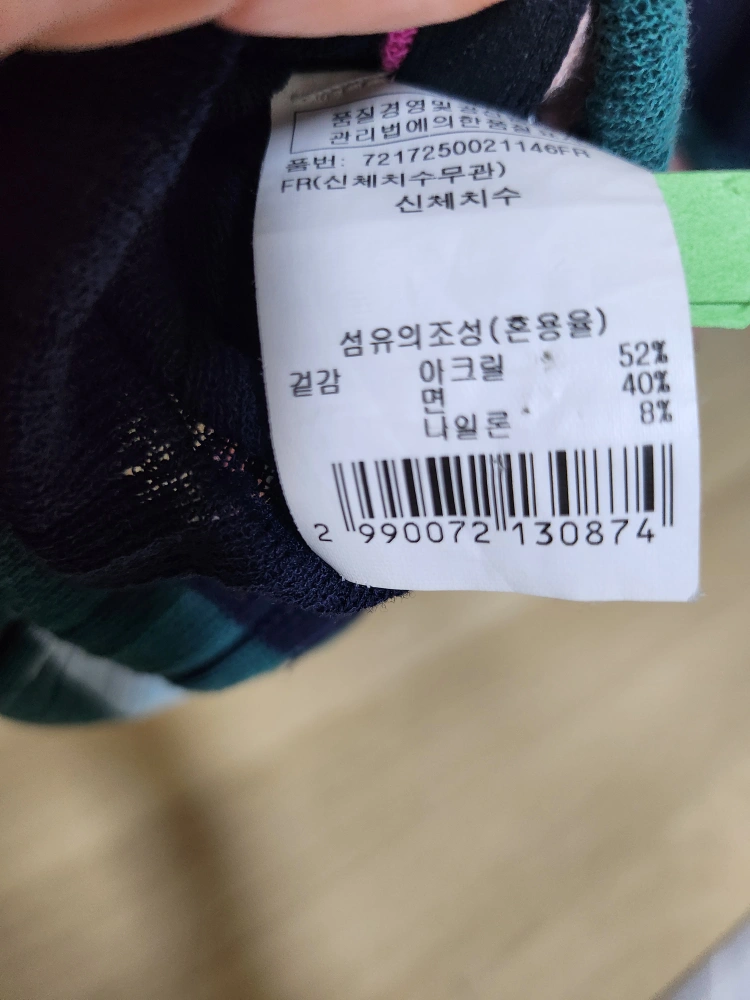 품질경영및
관리법에의한품질
품번: 7217250021146FR
FR(신체치수무관)
신체치수
섬유의조성(혼용율)
겉감 아크릴 52%
면 40%
나일론 8%
2 990072 130874